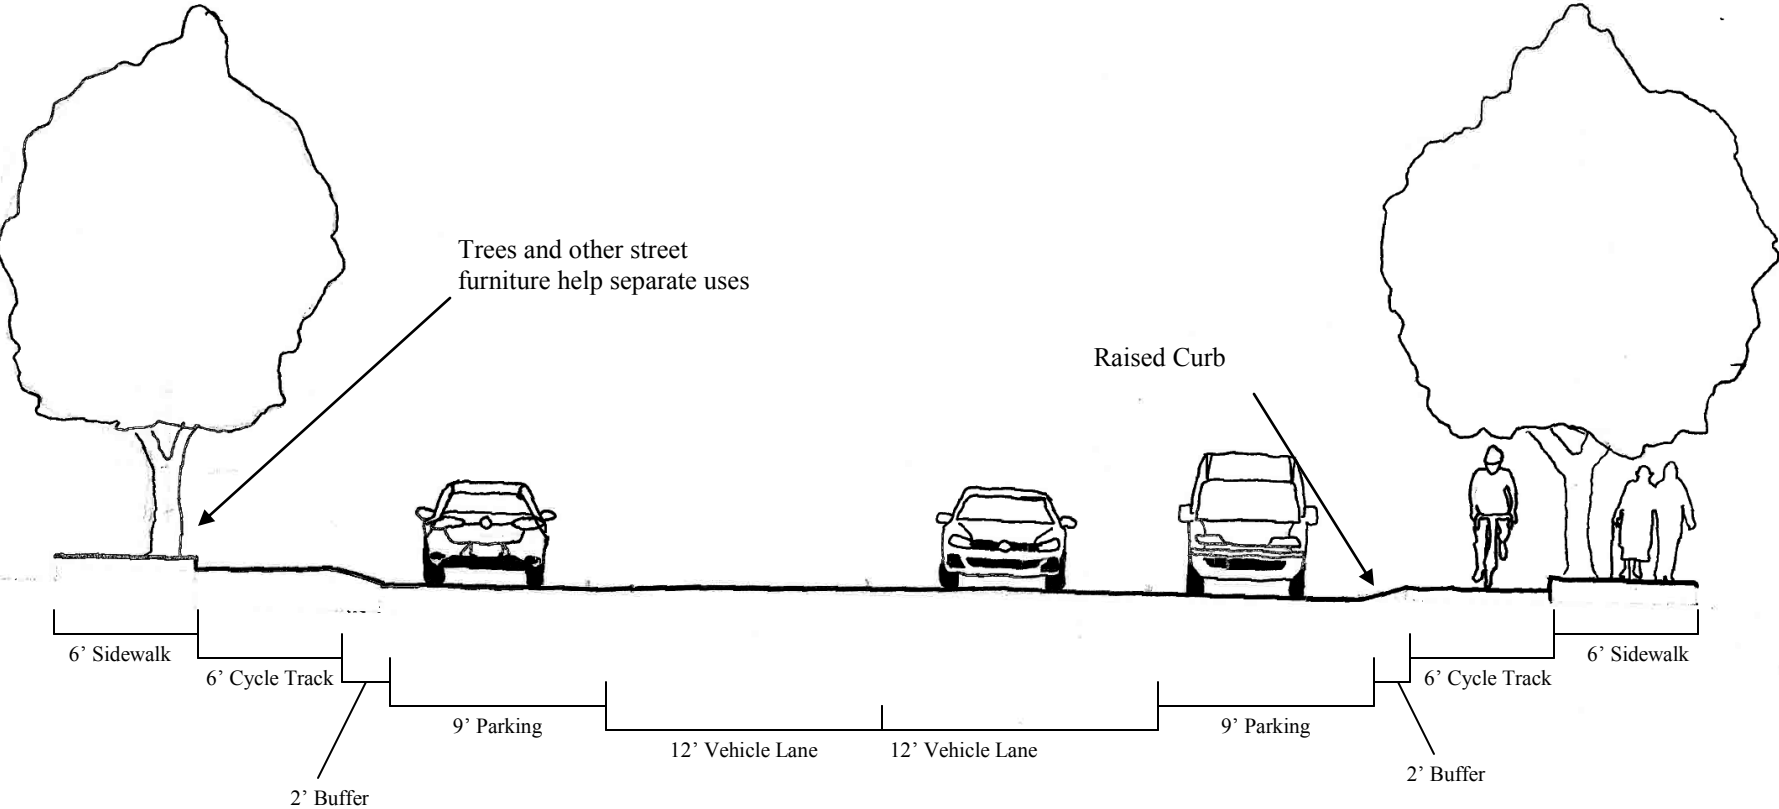 Trees and other street
furniture help separate uses
Raised Curb
6’ Sidewalk
6’ Cycle Track
2’ Buffer
9’ Parking
12’ Vehicle Lane
12’ Vehicle Lane
9’ Parking
2’ Buffer
6’ Cycle Track
6’ Sidewalk